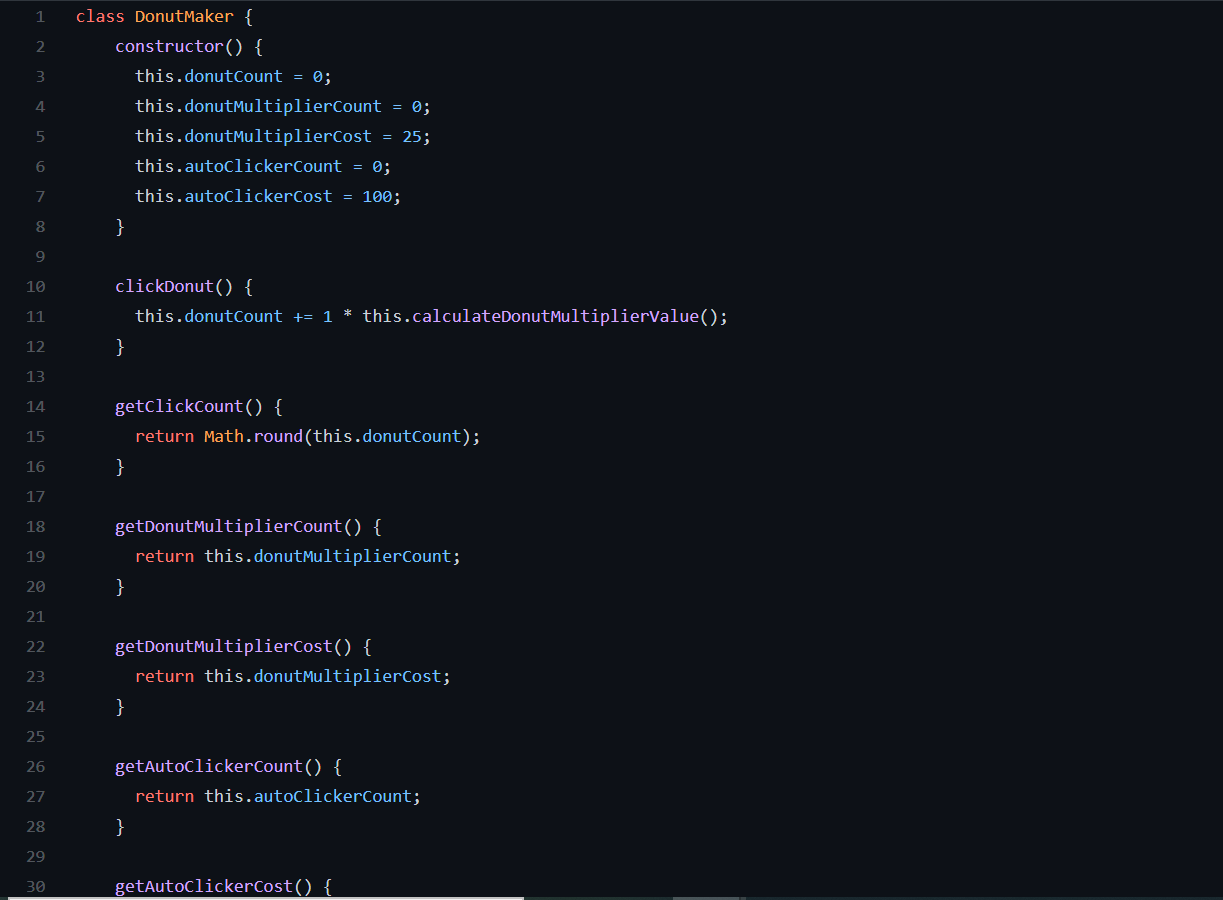 1 class DonutMaker {
2 constructor() {
3 this.donutCount = 0;
4 this.donutMultiplierCount = 0;
5 this.donutMultiplierCost = 25;
6 this.autoClickerCount = 0;
7 this.autoClickerCost = 100;
8 }
9
10 clickDonut() {
11 this.donutCount += 1 * this.calculateDonutMultiplierValue();
12 }
13
14 getClickCount() {
15 return Math.round(this.donutCount);
16 }
17
18 getDonutMultiplierCount() {
19 return this.donutMultiplierCount;
20 }
21
22 getDonutMultiplierCost() {
23 return this.donutMultiplierCost;
24 }
25
26 getAutoClickerCount() {
27 return this.autoClickerCount;
28 }
29
30 getAutoClickerCost() {